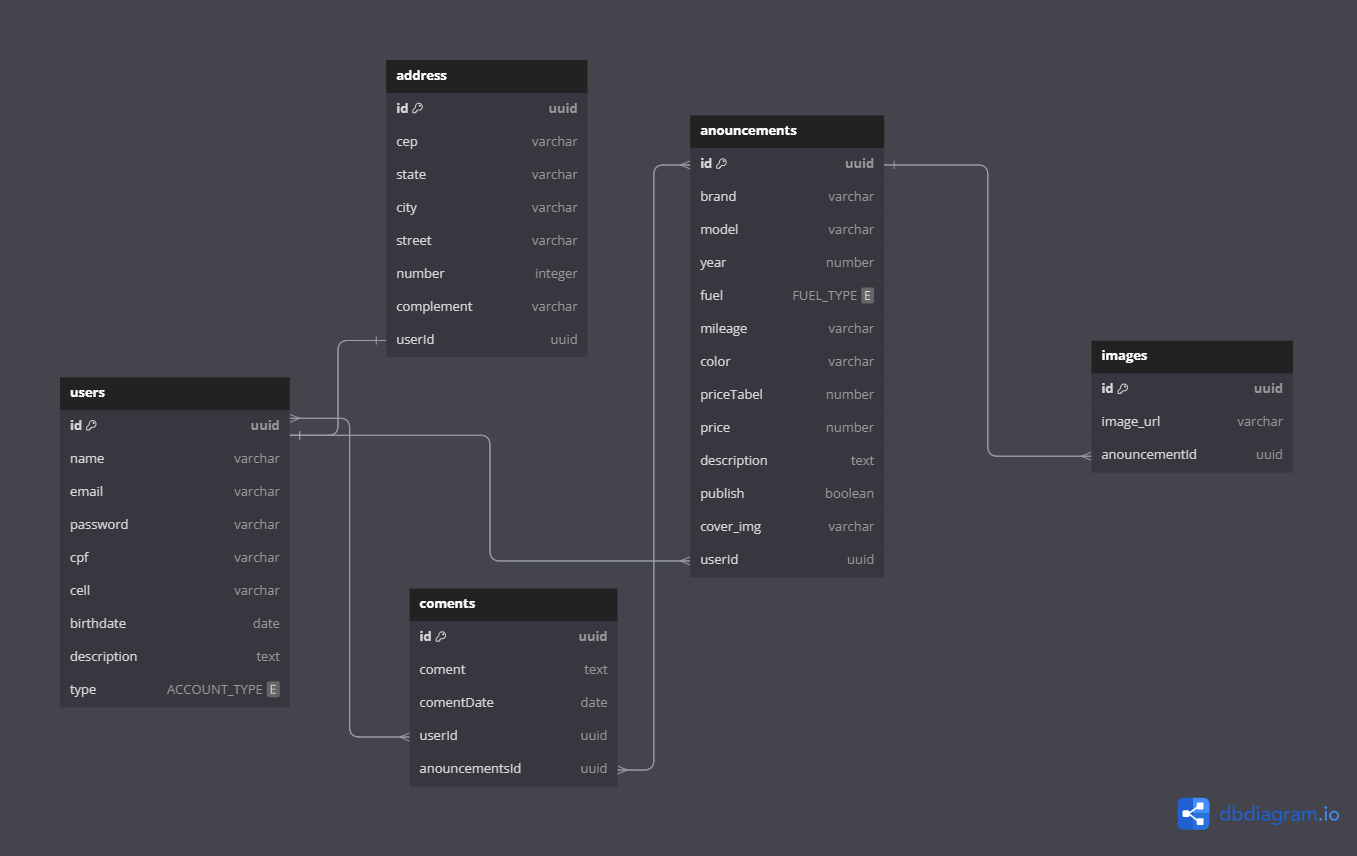 address
id uuid
cep varchar
state varchar
city varchar
street varchar
number integer
complement varchar
userId uuid
anouncements
id uuid
brand varchar
model varchar
year number
fuel FUEL_TYPE E
mileage varchar
color varchar
priceTabel number
price number
description text
publish boolean
cover_img varchar
userId uuid
images
id uuid
image_url varchar
anouncementId uuid
users
id uuid
name varchar
email varchar
password varchar
cpf varchar
cell varchar
birthdate date
description text
type ACCOUNT_TYPE E
coments
id uuid
coment text
comentDate date
userId uuid
anouncementsId uuid
dbdiagram.io